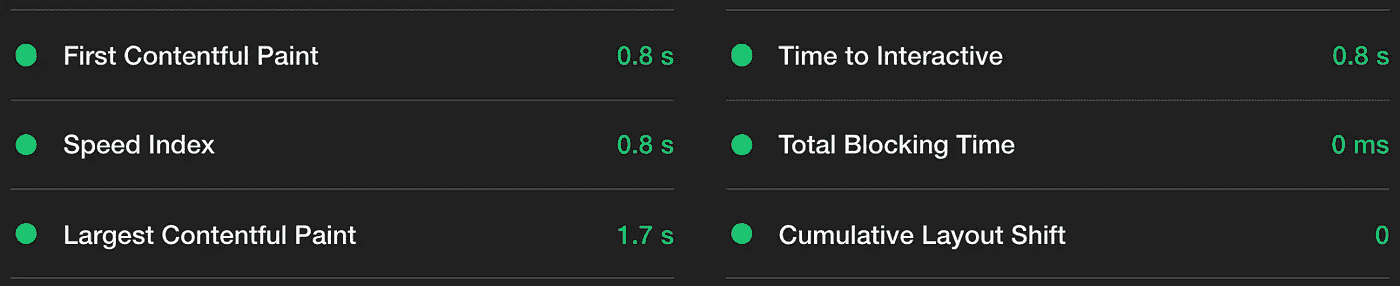 First Contentful Paint 0.8 s
Time to Interactive 0.8 s
Speed Index 0.8 s
Total Blocking Time 0 ms
Largest Contentful Paint 1.7 s
Cumulative Layout Shift 0